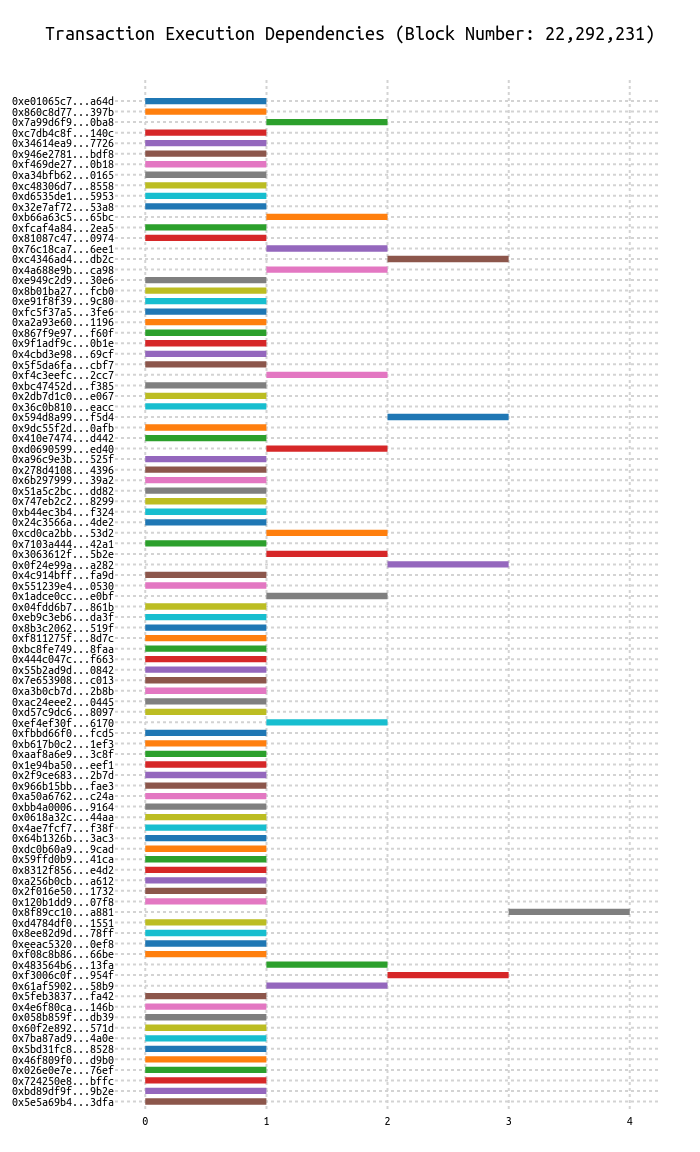 Transaction Execution Dependencies (Block Number: 22,292,231)
0xe01065c7...a64d
0x860c8d77...397b
0x7a99d6f9...0ba8
0xc7db4c8f...140c
0x34614ea9...7726
0x946e2781...bdf8
0xf469de27...0b18
0xa34bfb62...0165
0xc48306d7...8558
0xd6535de1...5953
0x32e7af72...53a8
0xb66a63c5...65bc
0xfcaf4a84...2ea5
0x81087c47...0974
0x76c18ca7...6ee1
0xc4346ad4...db2c
0x4a688e9b...ca98
0xe949c2d9...30e6
0x8b01ba27...fcb0
0xe91f8f39...9c80
0xfc5f37a5...3fe6
0xa2a93e60...1196
0x867f9e97...f60f
0x9f1adf9c...0b1e
0x4cbd3e98...69cf
0x5f5da6fa...cbf7
0xf4c3eefc...2cc7
0xbc47452d...f385
0x2db7d1c0...e067
0x36c0b810...eacc
0x594d8a99...f5d4
0x9dc55f2d...0afb
0x410e7474...d442
0xd0690599...ed40
0xa96c9e3b...525f
0x278d4108...4396
0x6b297999...39a2
0x51a5c2bc...dd82
0x747eb2c2...8299
0xb44ec3b4...f324
0x24c3566a...4de2
0xcd0ca2bb...53d2
0x7103a444...42a1
0x3063612f...5b2e
0x0f24e99a...a282
0x4c914bff...fa9d
0x551239e4...0530
0x1adce0cc...e0bf
0x04fdd6b7...861b
0xeb9c3eb6...da3f
0x8b3c2062...519f
0xf811275f...8d7c
0xbc8fe749...8faa
0x444c047c...f663
0x55b2ad9d...0842
0x7e653908...c013
0xa3b0cb7d...2b8b
0xac24eee2...0445
0xd57c9dc6...8097
0xef4ef30f...6170
0xfbbd66f0...fcd5
0xb617b0c2...1ef3
0xaaf8a6e9...3c8f
0x1e94ba50...eef1
0x2f9ce683...2b7d
0x966b15bb...fae3
0xa50a6762...c24a
0xbb4a0006...9164
0x0618a32c...44aa
0x4ae7fcf7...f38f
0x64b1326b...3ac3
0xdc0b60a9...9cad
0x59ffd0b9...41ca
0x8312f856...e4d2
0xa256b0cb...a612
0x2f016e50...1732
0x120b1dd9...07f8
0x8f89cc10...a881
0xd4784df0...1551
0x8ee82d9d...78ff
0xeeac5320...0ef8
0xf08c8b86...66be
0x483564b6...13fa
0xf3006c0f...954f
0x61af5902...58b9
0x5feb3837...fa42
0x4e6f80ca...146b
0x058b859f...db39
0x60f2e892...571d
0x7ba87ad9...4a0e
0x5bd31fc8...8528
0x46f809f0...d9b0
0x026e0e7e...76ef
0x724250e8...bffc
0xbd89df9f...9b2e
0x5e5a69b4...3dfa
0 1 2 3 4